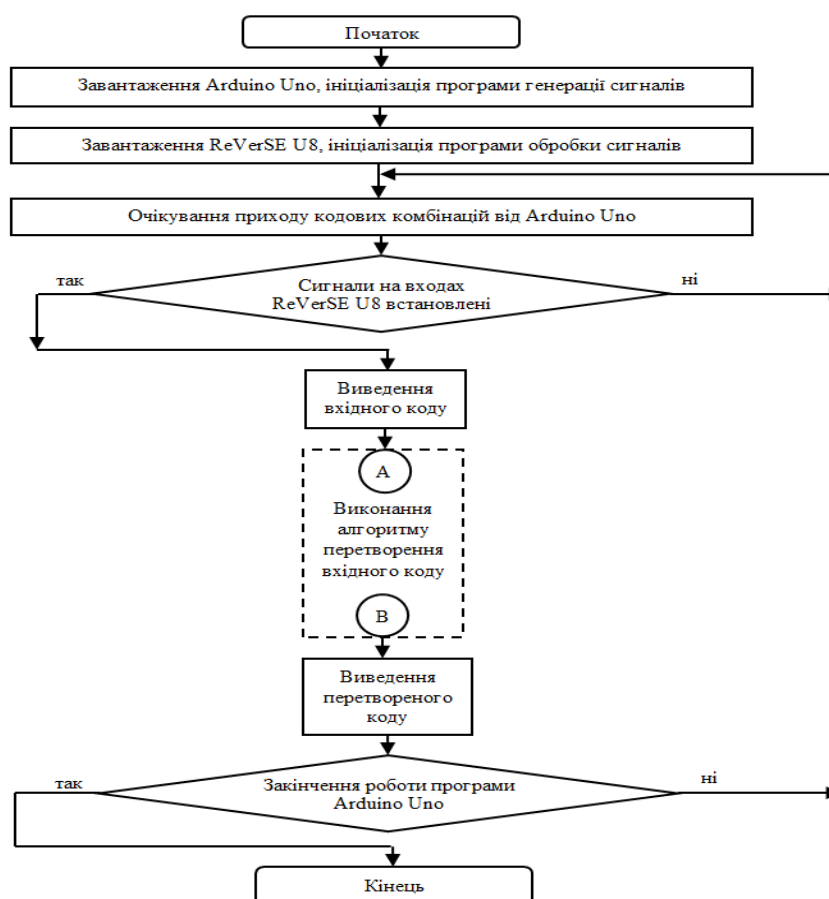 Початок
Завантаження Arduino Uno, ініціалізація програми генерації сигналів
Завантаження ReVerSE U8, ініціалізація програми обробки сигналів
Очікування приходу кодових комбінацій від Arduino Uno
так
Сигнали на входах
ReVerSE U8 встановлені
ні
Виведення
вхідного коду
A
Виконання
алгоритму
перетворення
вхідного коду
B
Виведення
перетвореного
коду
так
Закінчення роботи програми
Arduino Uno
ні
Кінець